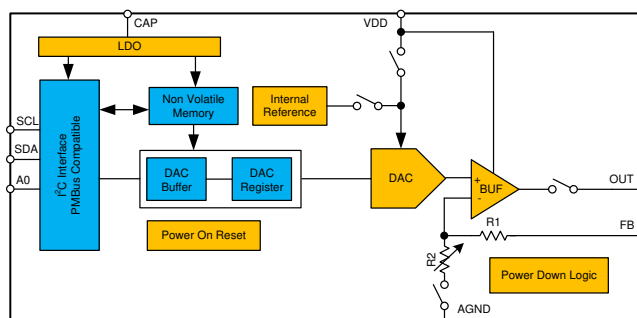 CAP
VDD
LDO
SCL
SDA
A0
I²C Interface
PMBus Compatible
Non Volatile
Memory
Internal
Reference
DAC
Buffer
DAC
Register
Power On Reset
DAC
+
BUF
-
OUT
R1
FB
R2
Power Down Logic
AGND